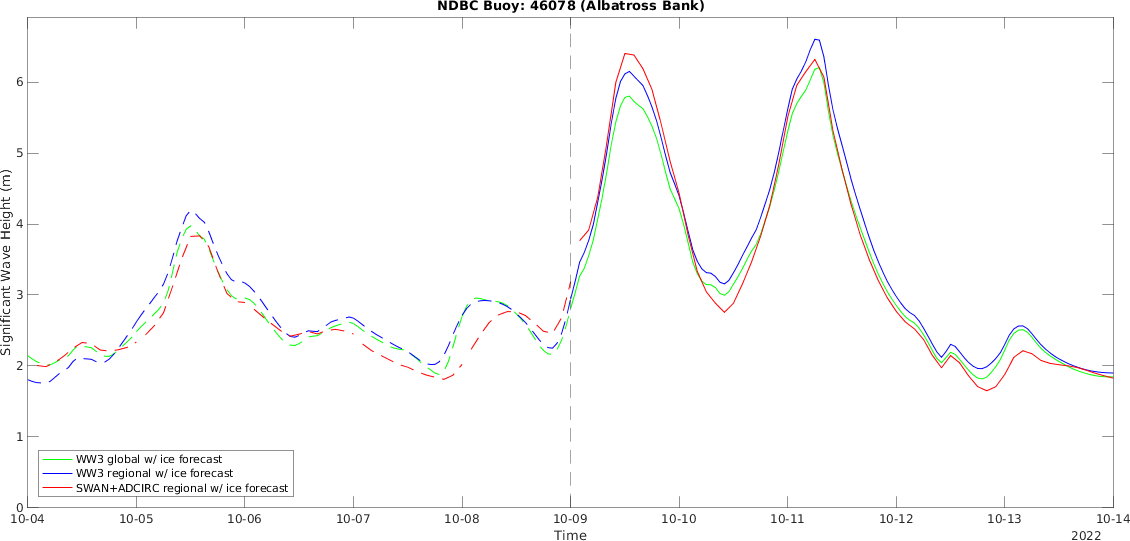 NDBC Buoy: 46078 (Albatross Bank)
Significant Wave Height (m)
6
5
4
3
2
1
0
WW3 global w/ ice forecast
WW3 regional w/ ice forecast
SWAN+ADCIRC regional w/ ice forecast
10-04 10-05 10-06 10-07 10-08 10-09 10-10 10-11 10-12 10-13 10-14
Time
2022